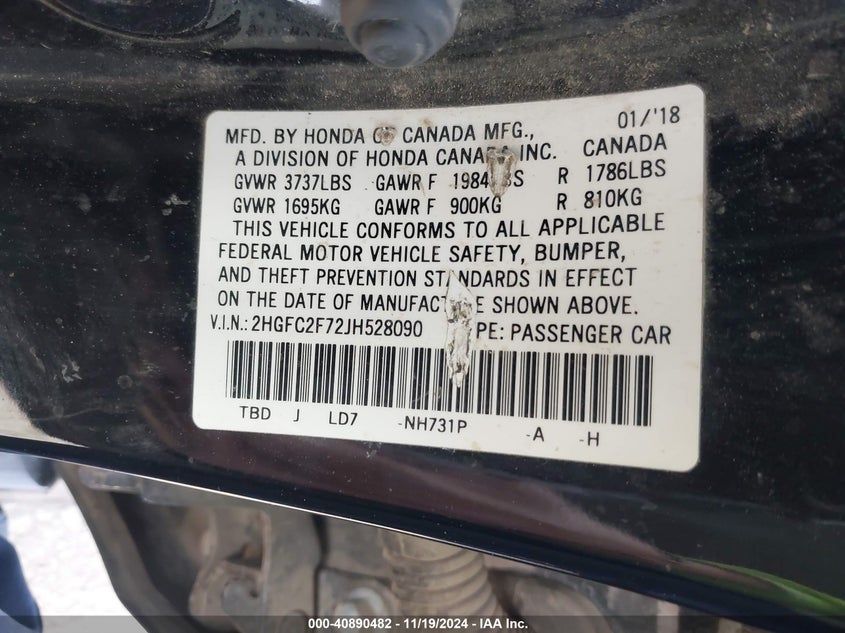 MFD. BY HONDA OF CANADA MFG., 01/'18
A DIVISION OF HONDA CANADA INC. CANADA
GVWR 3737LBS GAWR F 1984LBS R 1786LBS
GVWR 1695KG GAWR F 900KG R 810KG
THIS VEHICLE CONFORMS TO ALL APPLICABLE
FEDERAL MOTOR VEHICLE SAFETY, BUMPER,
AND THEFT PREVENTION STANDARDS IN EFFECT
ON THE DATE OF MANUFACTURE SHOWN ABOVE.
V.I.N.: 2HGFC2F72JH528090 PE: PASSENGER CAR
TBD J LD7 -NH731P -A -H
000-40890482 - 11/19/2024 - IAA Inc.